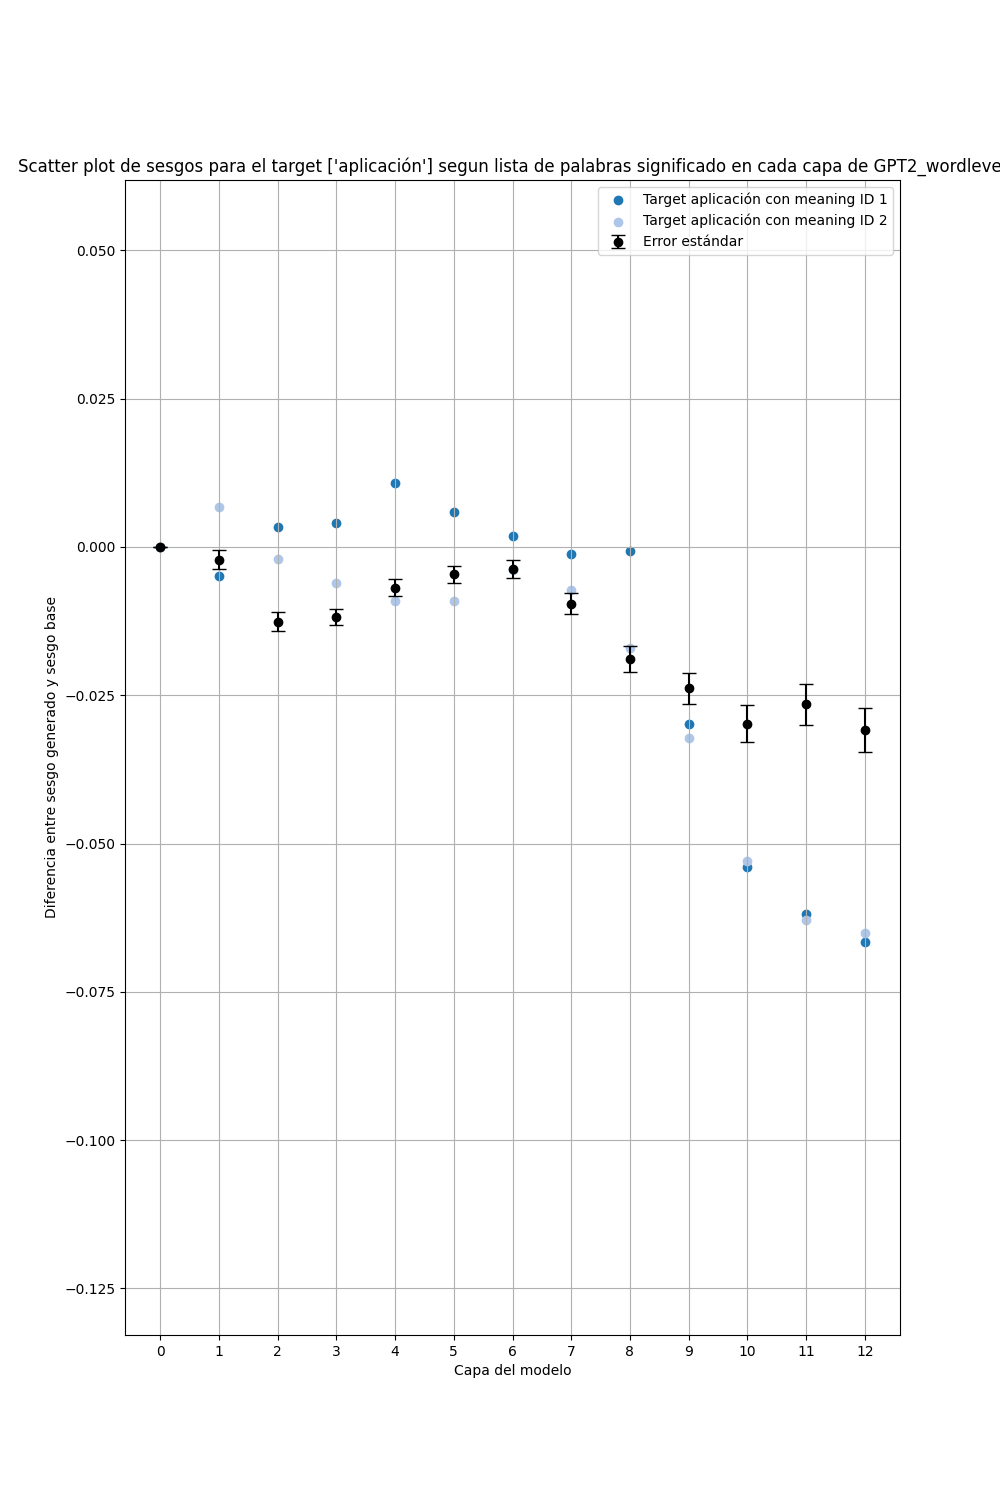 Scatter plot de sesgos para el target ['aplicación'] segun lista de palabras significado en cada capa de GPT2_wordleve
Target aplicación con meaning ID 1
Target aplicación con meaning ID 2
Error estándar
0.050
0.025
0.000
−0.025
−0.050
−0.075
−0.100
−0.125
Diferencia entre sesgo generado y sesgo base
0 1 2 3 4 5 6 7 8 9 10 11 12
Capa del modelo